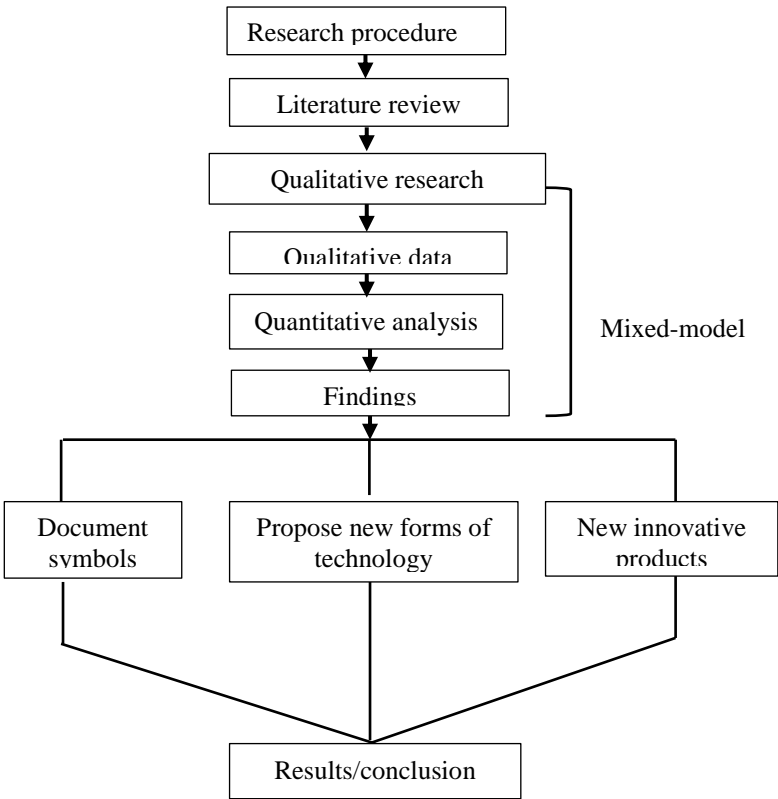 Research procedure
Literature review
Qualitative research
Qualitative data
Quantitative analysis
Mixed-model
Findings
Document
symbols
Propose new forms of
technology
New innovative
products
Results/conclusion